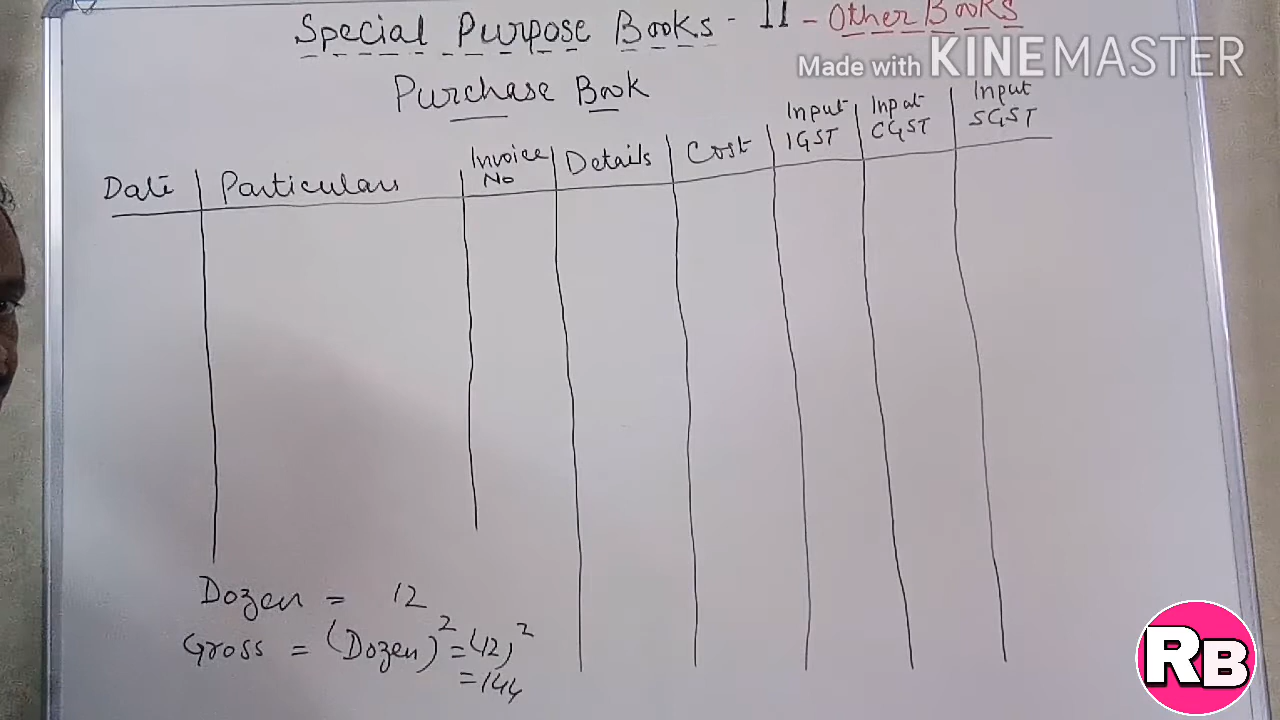 Special Purpose Books - II - Other Books
Made with KINEMASTER
Purchase Book
Date Particulars Invoice No Details Cost Input IGST Input CGST Input SGST
Dozen = 12
Gross = (Dozen)² = (12)²
= 144
RB